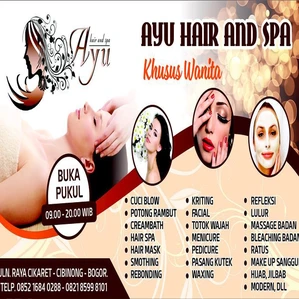 hair and spa
Ayu
AYU HAIR AND SPA
Khusus Wanita
BUKA
PUKUL
09.00 - 20.00 WIB
CUCI BLOW
POTONG RAMBUT
CREAMBATH
HAIR SPA
HAIR MASK
SMOTHING
REBONDING
KRITING
FACIAL
TOTOK WAJAH
MENICURE
PEDICURE
PASANG KUTEK
WAXING
REFLEKSI
LULUR
MASSAGE BADAN
BLEACHING BADAN
RATUS
MAKE UP SANGGUL
HIJAB, JILBAB
MODERN, DLL
JLN. RAYA CIKARET - CIBINONG - BOGOR.
TELP. 0852 1684 0288 - 0821 8599 8101